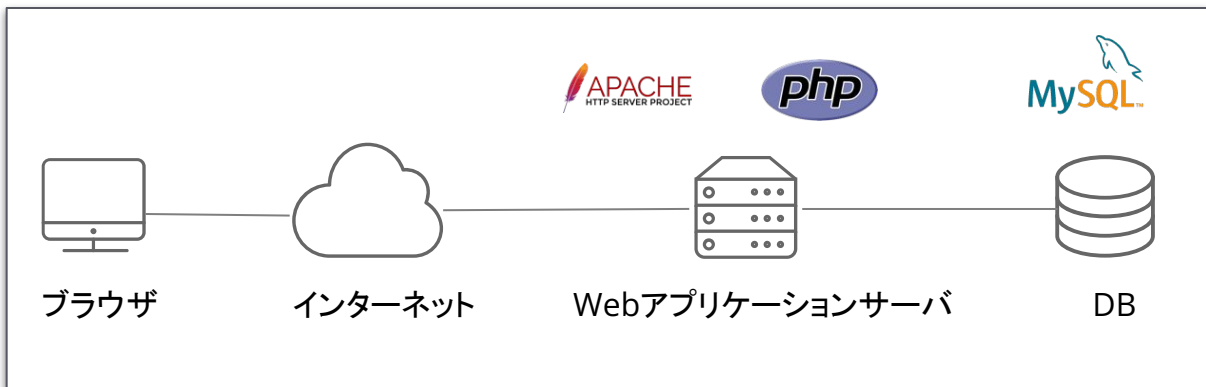 APACHE
HTTP SERVER PROJECT
php
MySQL™
ブラウザ
インターネット
Webアプリケーションサーバ
DB